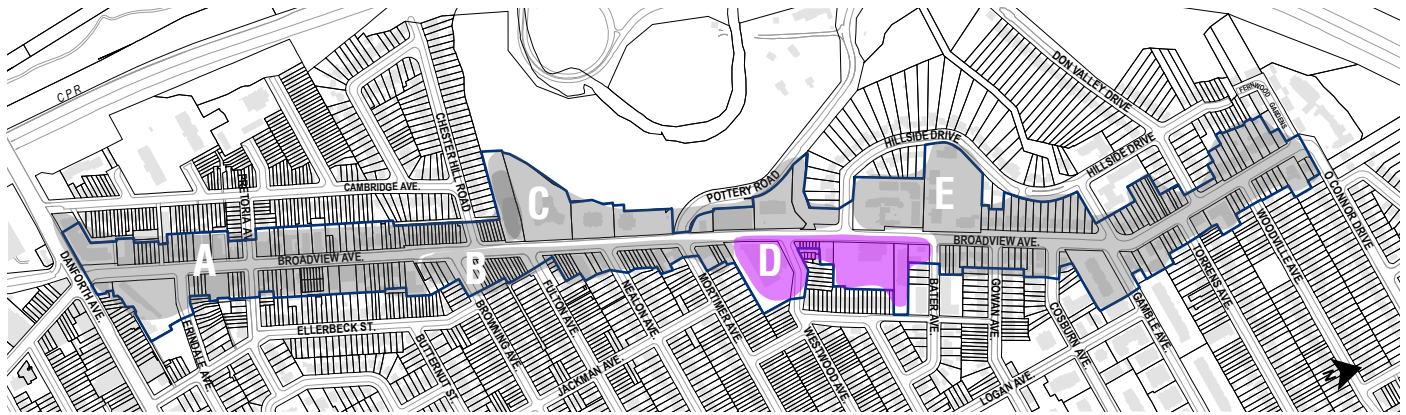 CPR
CHESTER HILL ROAD
CAMBRIDGE AVE.
PRETORIA AV
DANFORTH AVE.
A
BROADVIEW AVE.
B
C
POTTERY ROAD
HILLSIDE DRIVE
DON VALLEY DRIVE
FERNWOOD
GARDENS
HILLSIDE DRIVE
E
D
BROADVIEW AVE.
O CONNOR DRIVE
WOODVILLE AVE.
TORRENS AVE.
GAMBLE AVE.
COSBURN AVE.
GOWAN AVE.
BATER AVE.
LOGAN AVE.
WESTWOOD AVE.
MORTIMER AVE.
NEALON AVE.
FULTON AVE.
BROWNING AVE.
JACKMAN AVE.
BUTTERNUT ST.
ELLERBECK ST.
ERINDALE AVE.
N